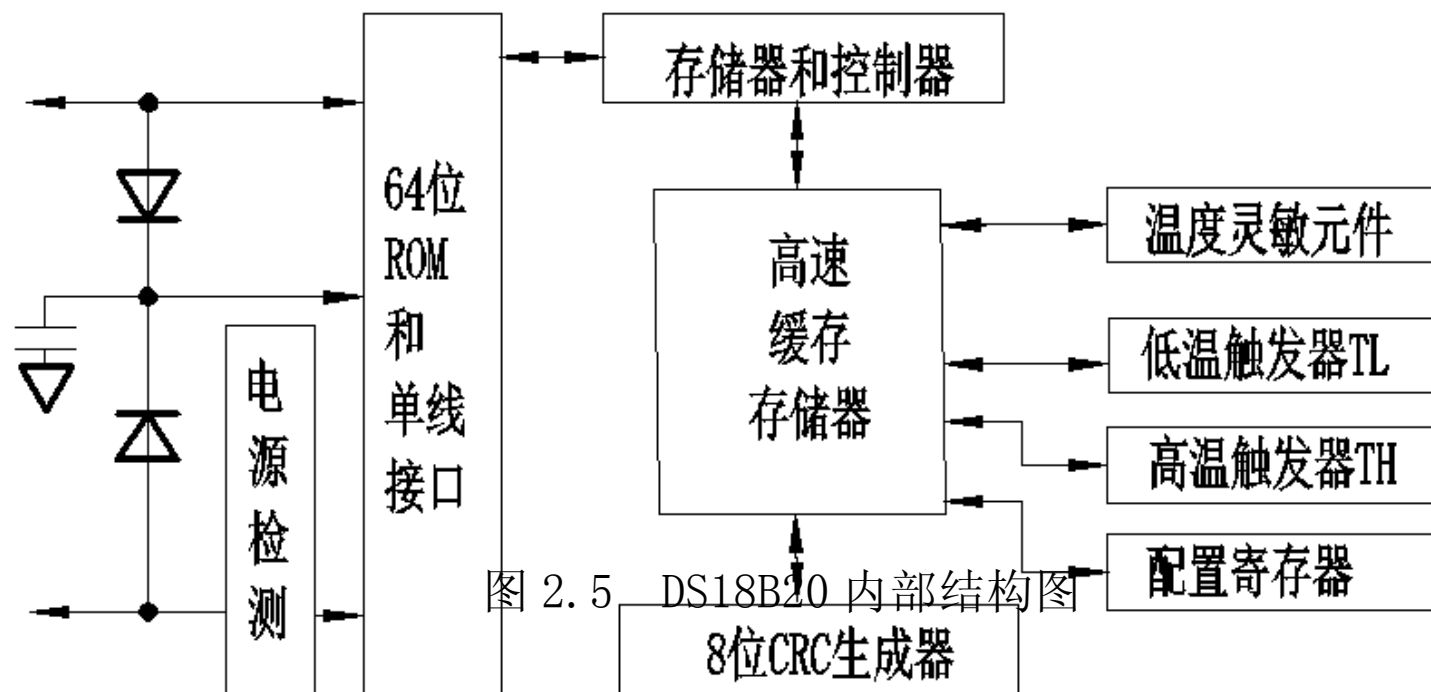 存储器和控制器
64位
ROM
和
单线
接口
电
源
检
测
高速
缓存
存储器
温度灵敏元件
低温触发器TL
高温触发器TH
配置寄存器
8位CRC生成器
图 2.5 DS18B20 内部结构图